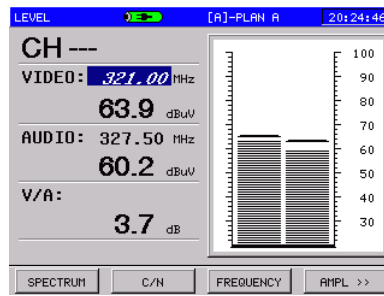 LEVEL [A]-PLAN A 20:24:46
CH ---
VIDEO: 321.00 MHz
63.9 dBuV
AUDIO: 327.50 MHz
60.2 dBuV
V/A:
3.7 dB
100
90
80
70
60
50
40
30
SPECTRUM C/N FREQUENCY AMPL >>